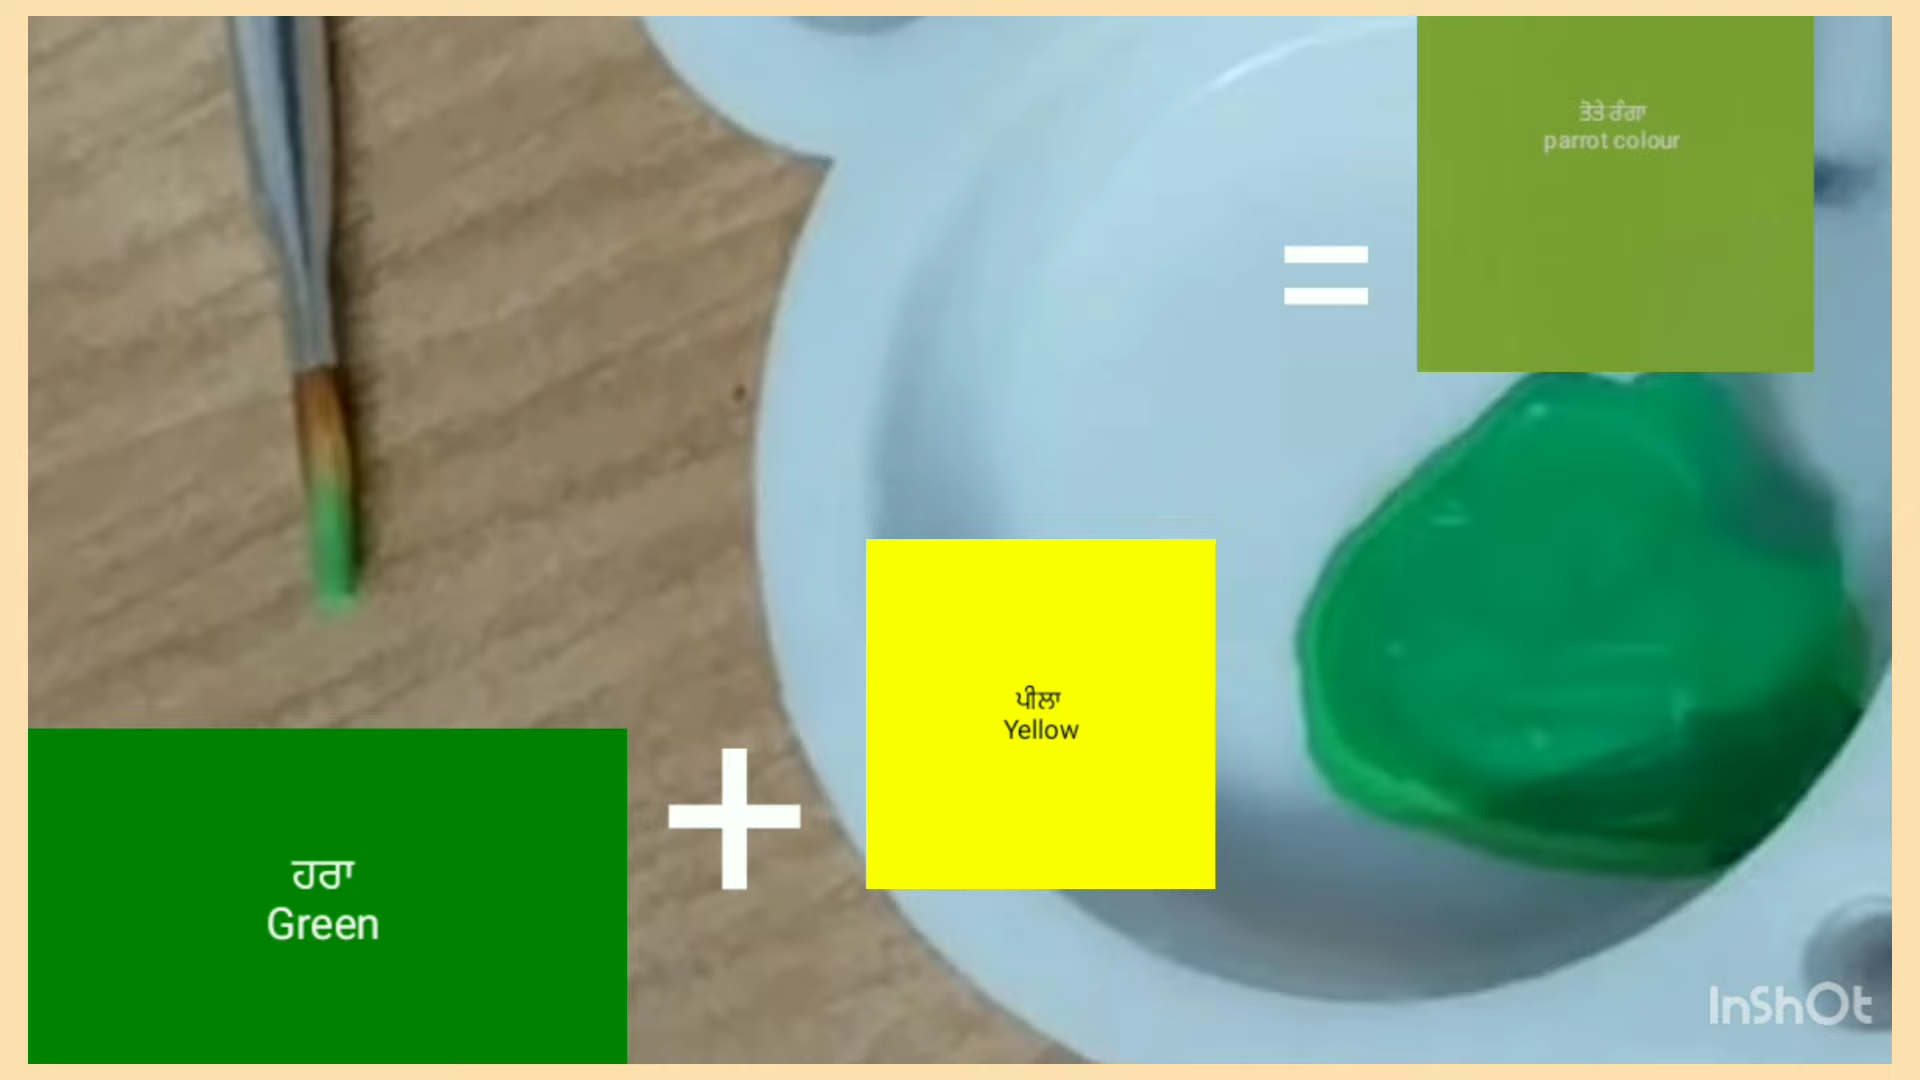 ਹਰਾ
Green
+
ਪੀਲਾ
Yellow
=
ਤੋਤੇ ਰੰਗਾ
parrot colour
InShOt